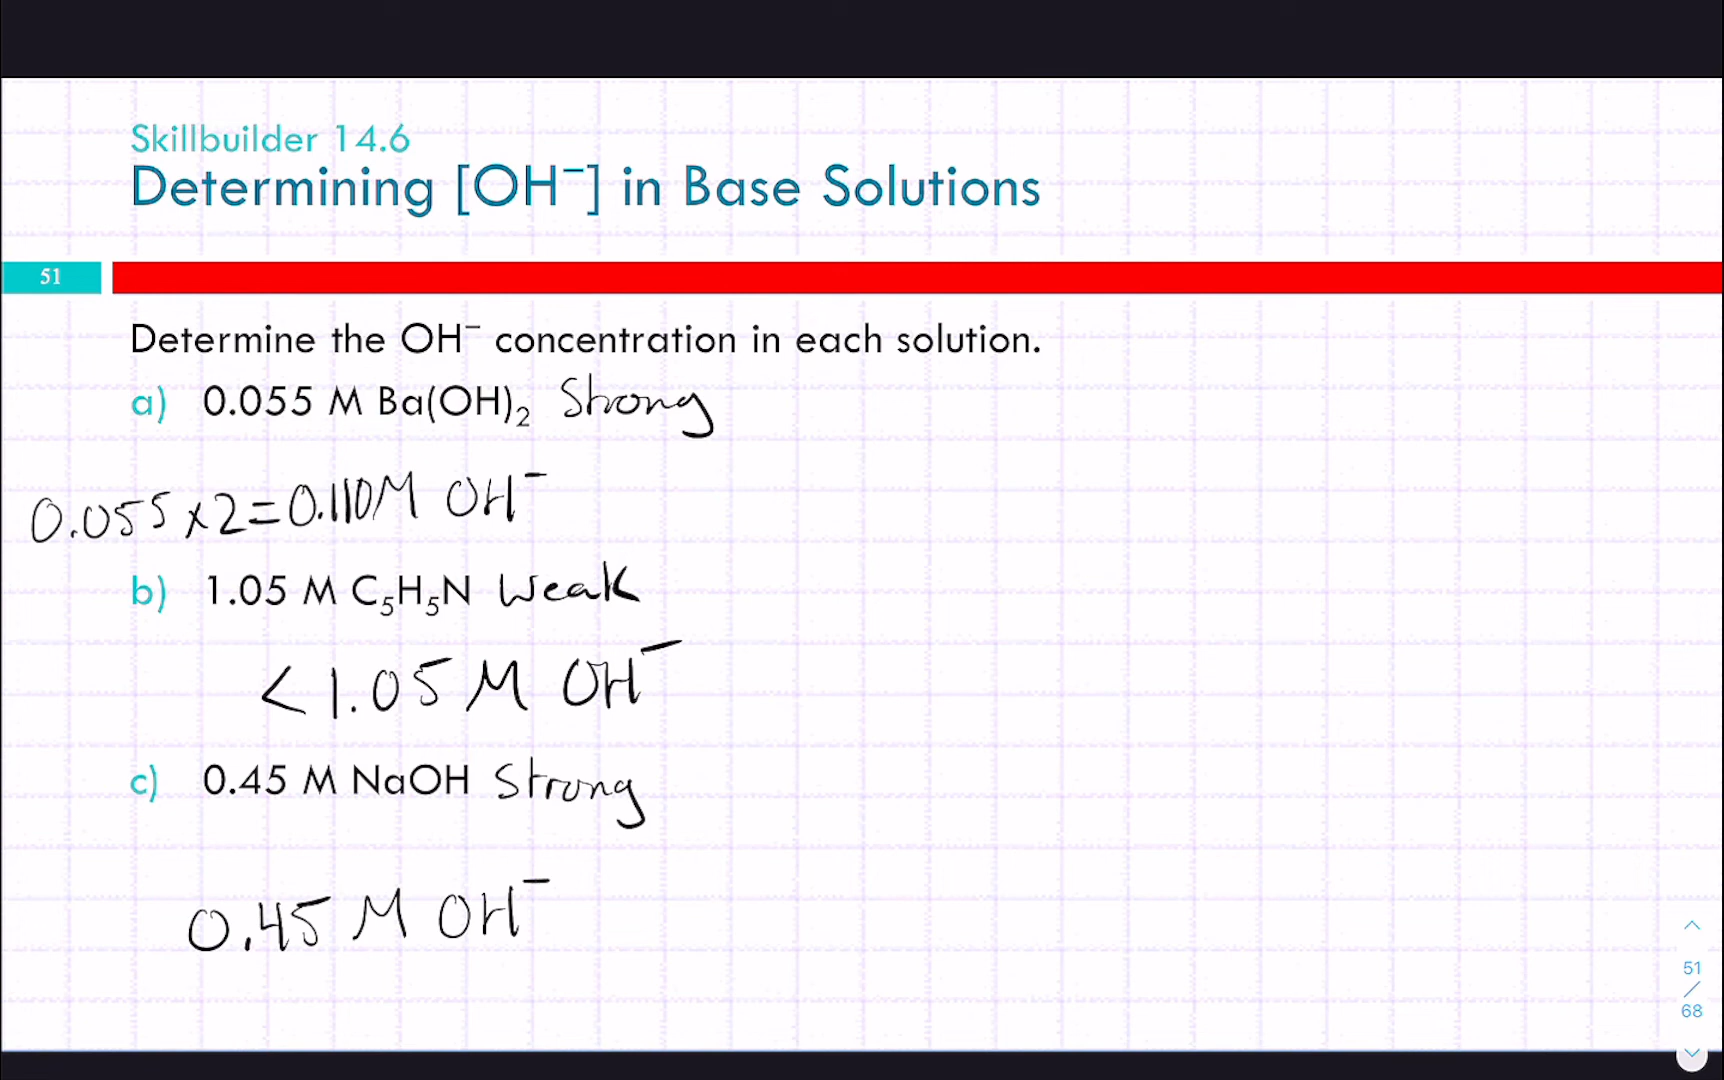 Skillbuilder 14.6
Determining [OH⁻] in Base Solutions
51
Determine the OH⁻ concentration in each solution.
a) 0.055 M Ba(OH)₂ Strong
0.055 x 2 = 0.110M OH⁻
b) 1.05 M C₅H₅N Weak
< 1.05 M OH⁻
c) 0.45 M NaOH Strong
0.45 M OH⁻
51
/
68